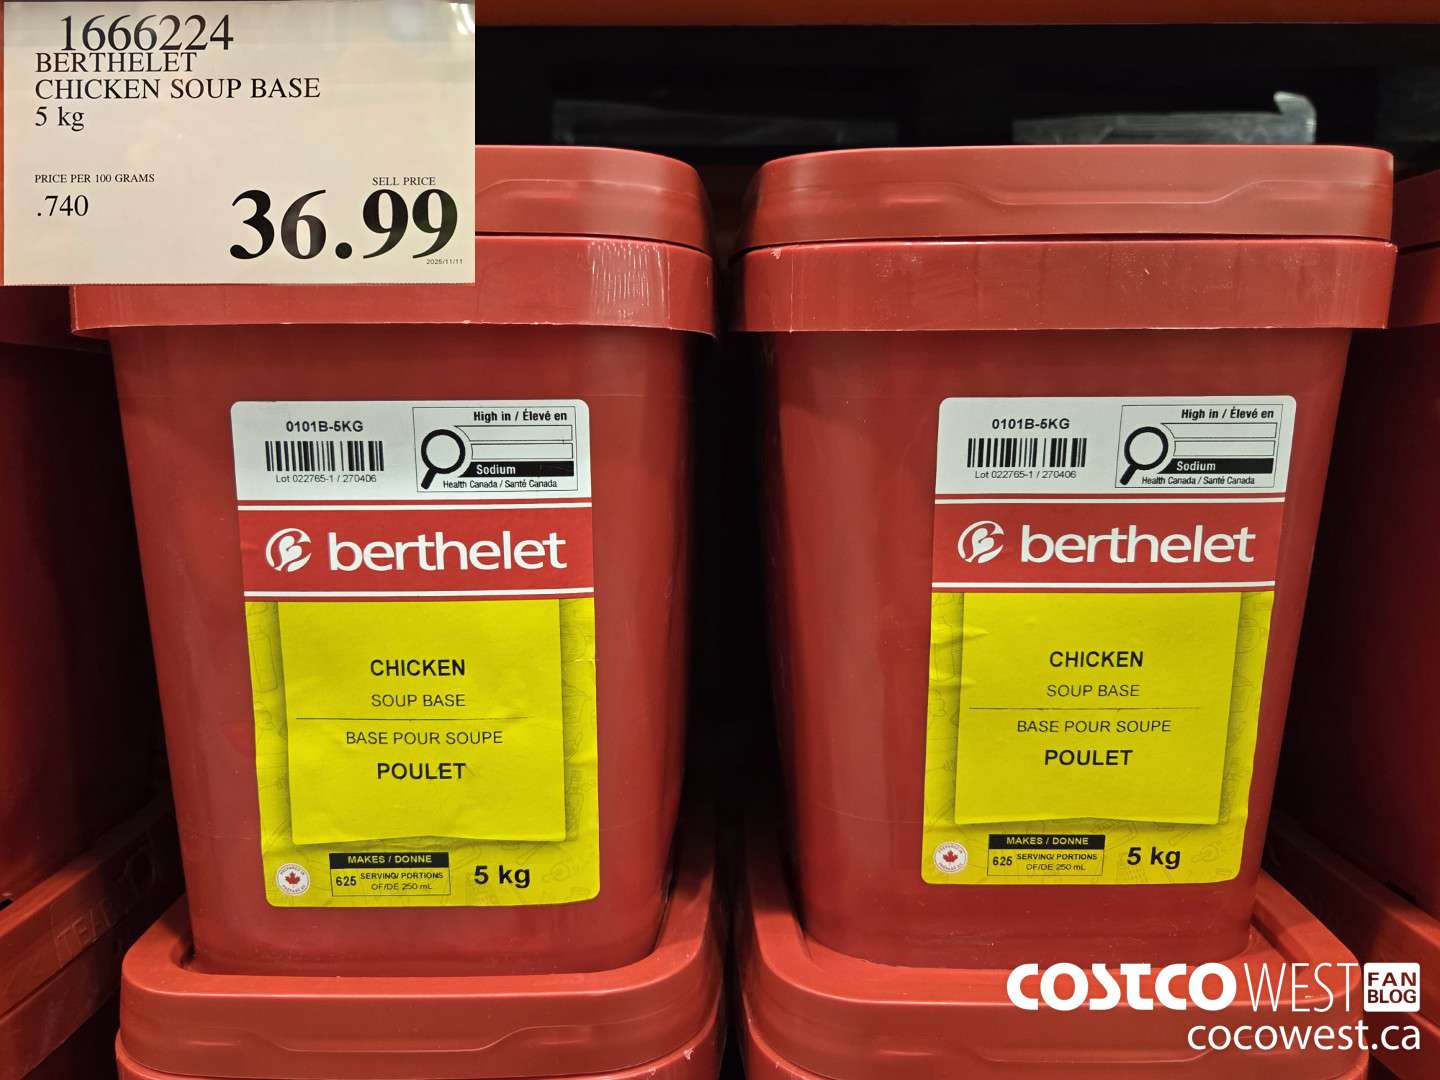 1666224
BERTHELET
CHICKEN SOUP BASE
5 kg
PRICE PER 100 GRAMS
.740
SELL PRICE
36.99
2025/11/11
0101B-5KG
Lot 022765-1 / 270406
High in / Élevé en
Sodium
Health Canada / Santé Canada
berthelet
CHICKEN
SOUP BASE
BASE POUR SOUPE
POULET
MAKES / DONNE
625 SERVING/ PORTIONS
OF/DE 250 mL
5 kg
0101B-5KG
Lot 022765-1 / 270406
High in / Élevé en
Sodium
Health Canada / Santé Canada
berthelet
CHICKEN
SOUP BASE
BASE POUR SOUPE
POULET
MAKES / DONNE
625 SERVING/ PORTIONS
OF/DE 250 mL
5 kg
COSTCO WEST FAN BLOG
cocowest.ca